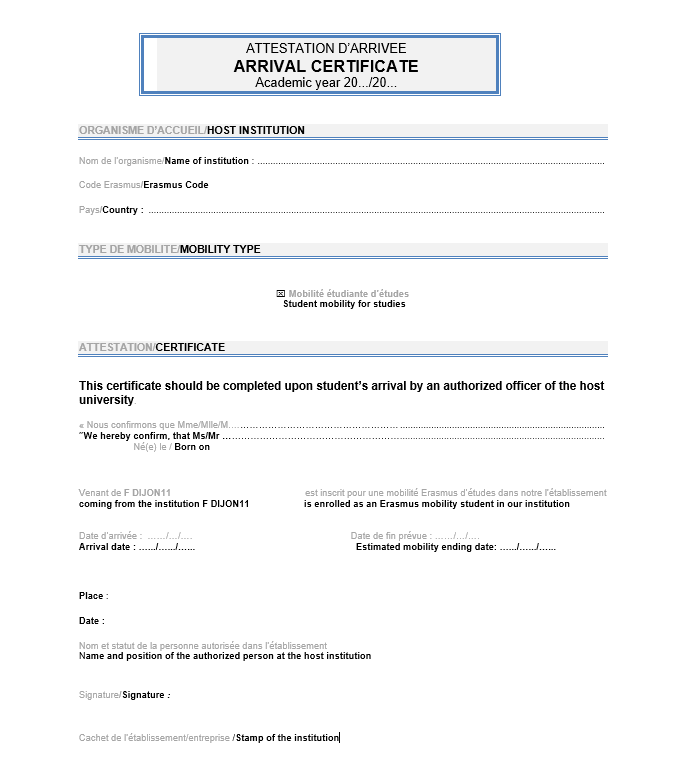 ATTESTATION D'ARRIVEE
ARRIVAL CERTIFICATE
Academic year 20.../20...
ORGANISME D'ACCUEIL/HOST INSTITUTION
Nom de l'organisme/Name of institution : ................................................................
Code Erasmus/Erasmus Code
Pays/Country : ................................................................
TYPE DE MOBILITE/MOBILITY TYPE
☒ Mobilité étudiante d'études
Student mobility for studies
ATTESTATION/CERTIFICATE
This certificate should be completed upon student's arrival by an authorized officer of the host
university.
« Nous confirmons que Mme/Mlle/M................................................................
"We hereby confirm, that Ms/Mr ................................................................
Né(e) le / Born on
Venant de F DIJON11 est inscrit pour une mobilité Erasmus d'études dans notre l'établissement
coming from the institution F DIJON11 is enrolled as an Erasmus mobility student in our institution
Date d'arrivée : ....../.../.... Date de fin prévue : ....../.../....
Arrival date : ....../....../...... Estimated mobility ending date: ....../....../......
Place :
Date :
Nom et statut de la personne autorisée dans l'établissement
Name and position of the authorized person at the host institution
Signature/Signature :
Cachet de l'établissement/entreprise /Stamp of the institution